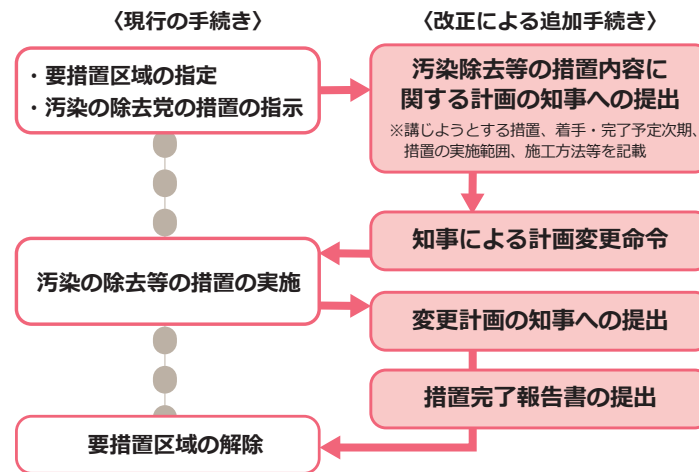 〈現行の手続き〉
〈改正による追加手続き〉
・要措置区域の指定
・汚染の除去党の措置の指示
汚染除去等の措置内容に
関する計画の知事への提出
※講じようとする措置、着手・完了予定次期、
措置の実施範囲、施工方法等を記載
知事による計画変更命令
汚染の除去等の措置の実施
変更計画の知事への提出
措置完了報告書の提出
要措置区域の解除